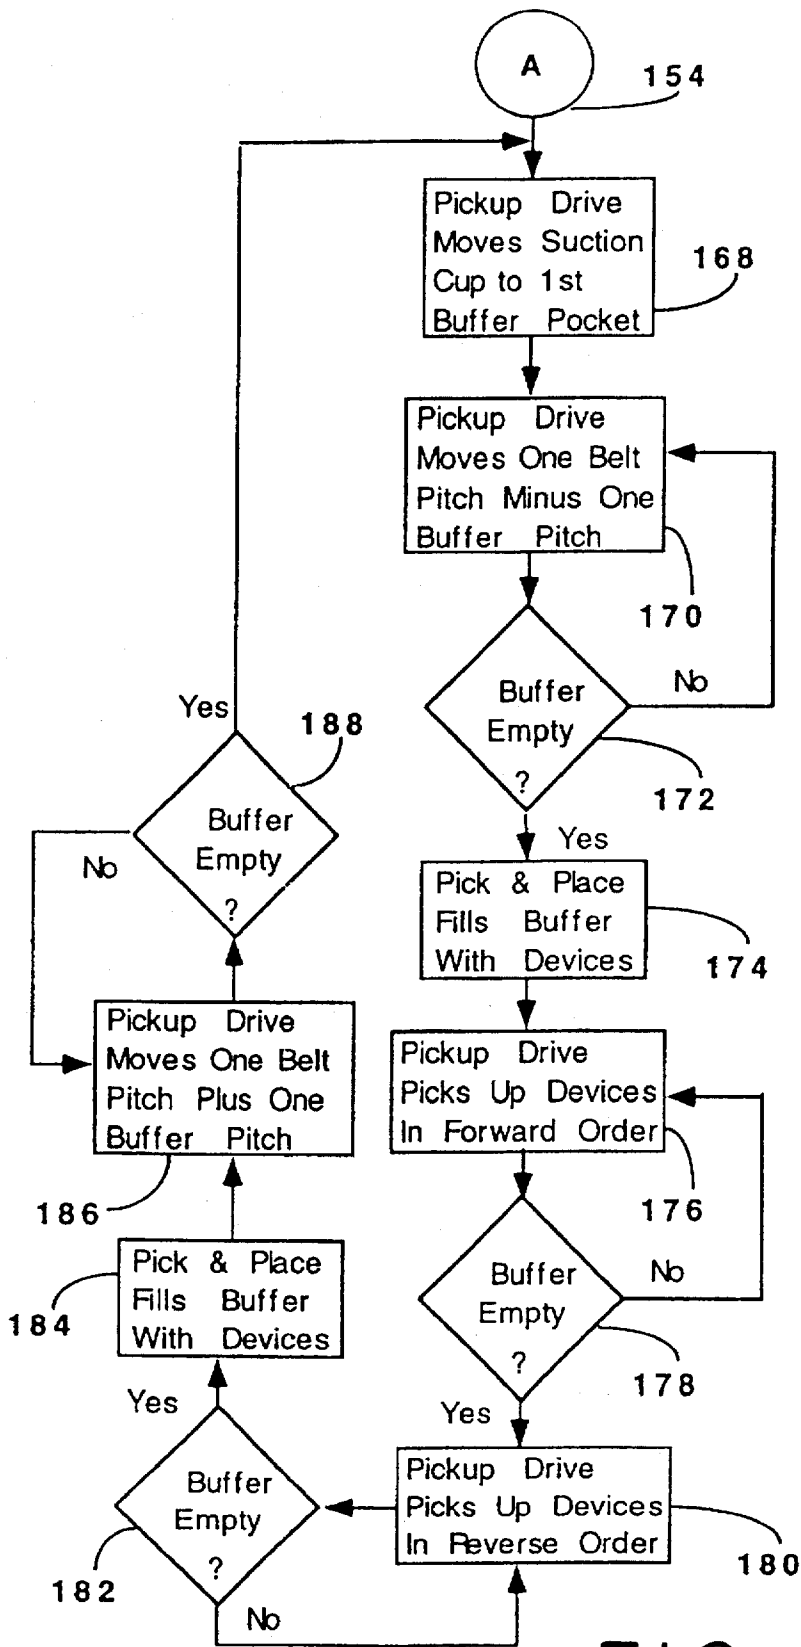 A
154
Pickup Drive
Moves Suction
Cup to 1st
Buffer Pocket
168
Pickup Drive
Moves One Belt
Pitch Minus One
Buffer Pitch
170
Buffer
Empty
?
No
172
Yes
Pick & Place
Fills Buffer
With Devices
174
Pickup Drive
Picks Up Devices
In Forward Order
176
Buffer
Empty
?
No
178
Yes
Pickup Drive
Picks Up Devices
In Reverse Order
180
Buffer
Empty
?
182
No
Yes
Pick & Place
Fills Buffer
With Devices
184
Pickup Drive
Moves One Belt
Pitch Plus One
Buffer Pitch
186
Buffer
Empty
?
No
188
Yes